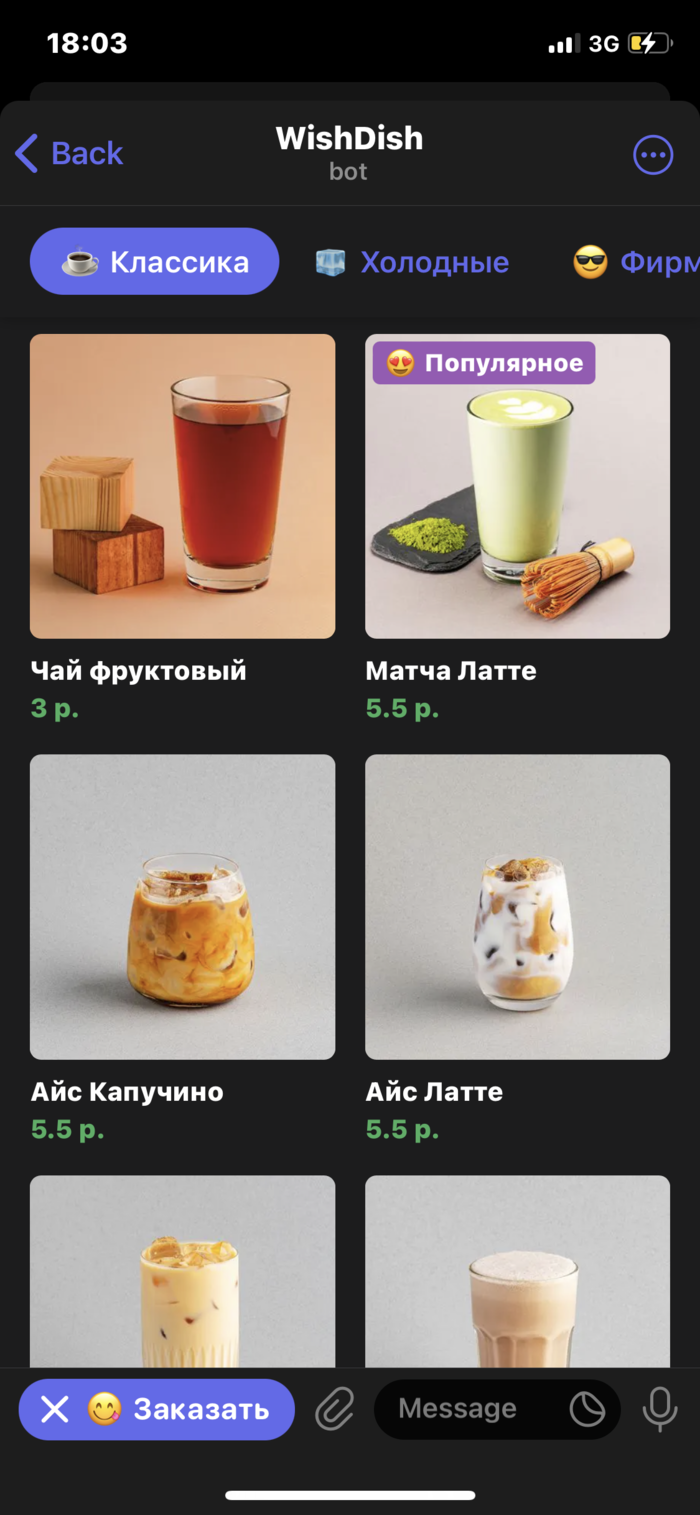 18:03
3G
Back
WishDish
bot
Классика
Холодные
Фирм
Популярное
Чай фруктовый
3 р.
Матча Латте
5.5 р.
Айс Капучино
5.5 р.
Айс Латте
5.5 р.
Заказать
Message